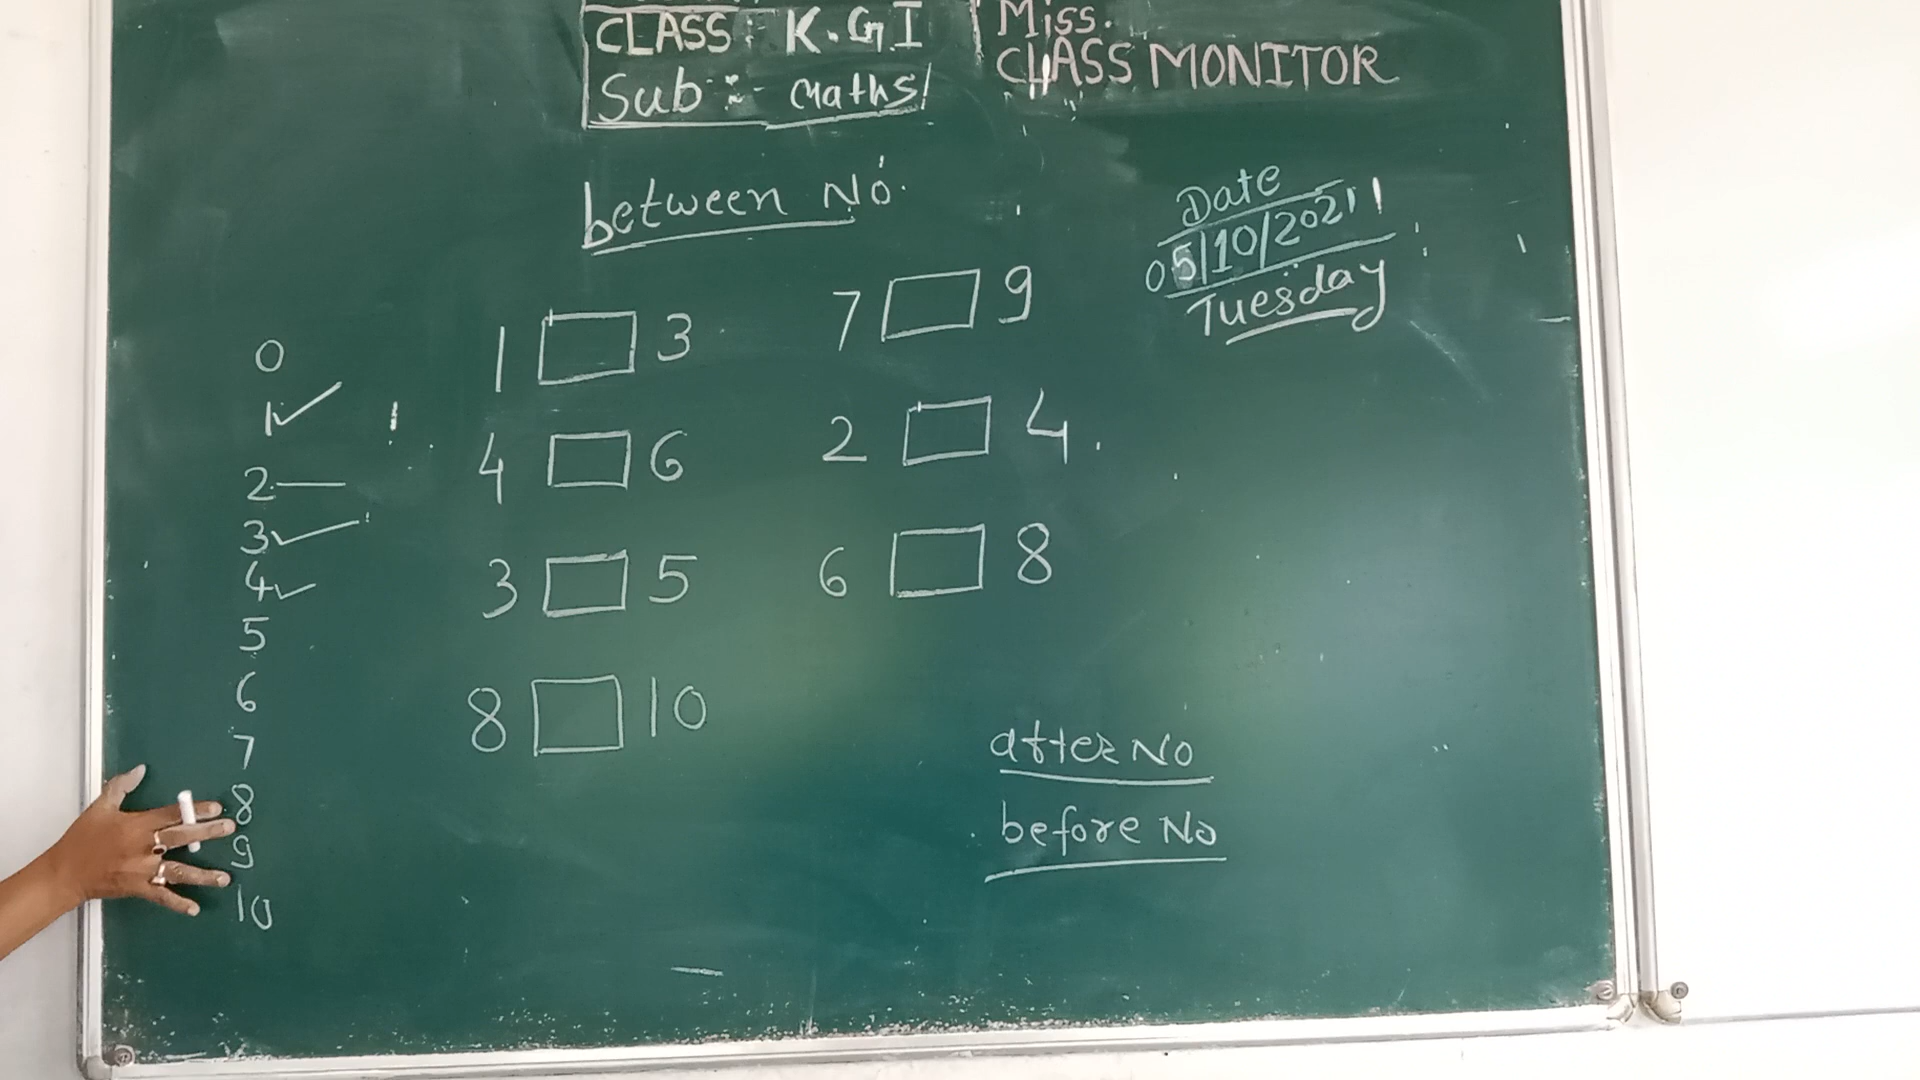 CLASS : K.G I
Sub :- Maths
Miss.
CLASS MONITOR
between No.
Date
05/10/2021
Tuesday
0
1
2
3
4
5
6
7
8
9
10
1 3
7 9
4 6
2 4
3 5
6 8
8 10
after No
before No